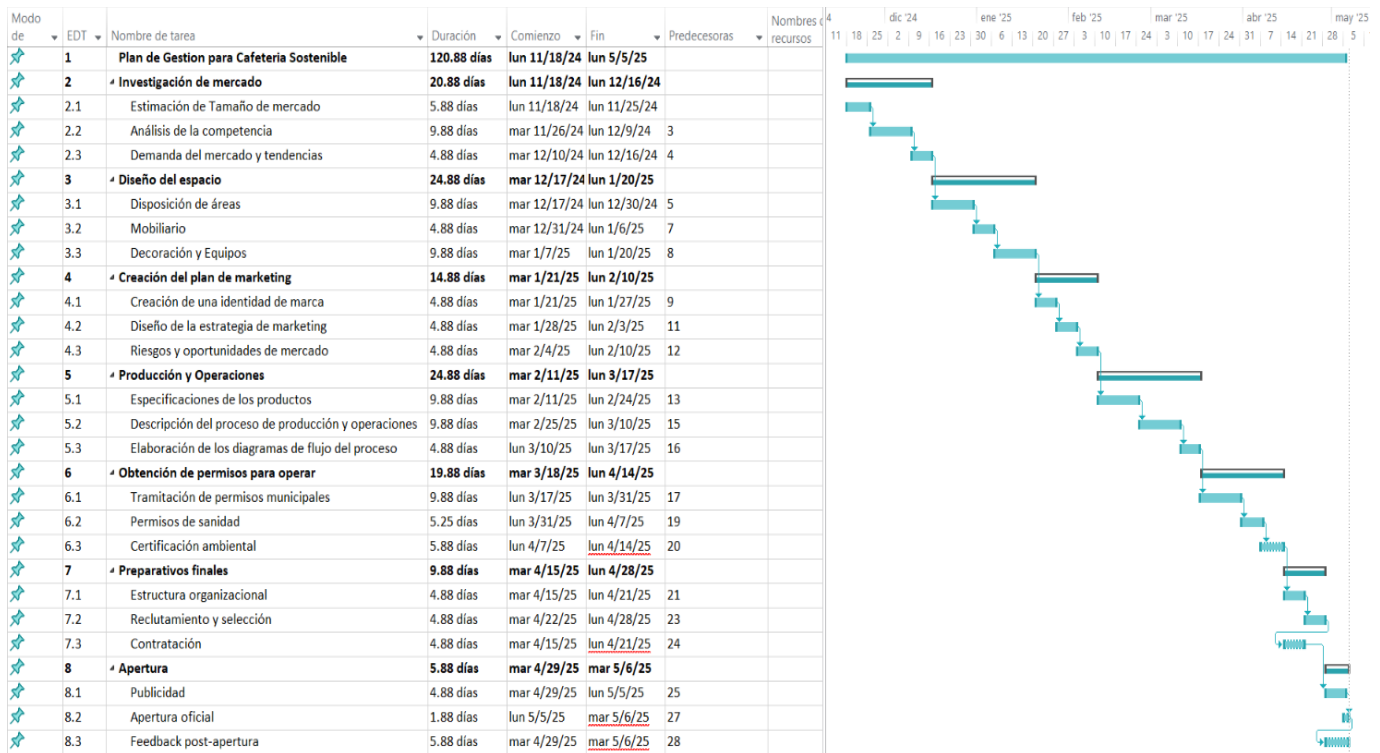 Modo de EDT Nombre de tarea Duración Comienzo Fin Predecesoras Nombres recursos
4 dic '24 ene '25 feb '25 mar '25 abr '25 may '25
11 18 25 2 9 16 23 30 6 13 20 27 3 10 17 24 3 10 17 24 31 7 14 21 28 5
1 Plan de Gestion para Cafeteria Sostenible 120.88 días lun 11/18/24 lun 5/5/25
2 Investigación de mercado 20.88 días lun 11/18/24 lun 12/16/24
2.1 Estimación de Tamaño de mercado 5.88 días lun 11/18/24 lun 11/25/24
2.2 Análisis de la competencia 9.88 días mar 11/26/24 lun 12/9/24 3
2.3 Demanda del mercado y tendencias 4.88 días mar 12/10/24 lun 12/16/24 4
3 Diseño del espacio 24.88 días mar 12/17/24 lun 1/20/25
3.1 Disposición de áreas 9.88 días mar 12/17/24 lun 12/30/24 5
3.2 Mobiliario 4.88 días mar 12/31/24 lun 1/6/25 7
3.3 Decoración y Equipos 9.88 días mar 1/7/25 lun 1/20/25 8
4 Creación del plan de marketing 14.88 días mar 1/21/25 lun 2/10/25
4.1 Creación de una identidad de marca 4.88 días mar 1/21/25 lun 1/27/25 9
4.2 Diseño de la estrategia de marketing 4.88 días mar 1/28/25 lun 2/3/25 11
4.3 Riesgos y oportunidades de mercado 4.88 días mar 2/4/25 lun 2/10/25 12
5 Producción y Operaciones 24.88 días mar 2/11/25 lun 3/17/25
5.1 Especificaciones de los productos 9.88 días mar 2/11/25 lun 2/24/25 13
5.2 Descripción del proceso de producción y operaciones 9.88 días mar 2/25/25 lun 3/10/25 15
5.3 Elaboración de los diagramas de flujo del proceso 4.88 días lun 3/10/25 lun 3/17/25 16
6 Obtención de permisos para operar 19.88 días mar 3/18/25 lun 4/14/25
6.1 Tramitación de permisos municipales 9.88 días lun 3/17/25 lun 3/31/25 17
6.2 Permisos de sanidad 5.25 días lun 3/31/25 lun 4/7/25 19
6.3 Certificación ambiental 5.88 días lun 4/7/25 lun 4/14/25 20
7 Preparativos finales 9.88 días mar 4/15/25 lun 4/28/25
7.1 Estructura organizacional 4.88 días mar 4/15/25 lun 4/21/25 21
7.2 Reclutamiento y selección 4.88 días mar 4/22/25 lun 4/28/25 23
7.3 Contratación 4.88 días mar 4/15/25 lun 4/21/25 24
8 Apertura 5.88 días mar 4/29/25 mar 5/6/25
8.1 Publicidad 4.88 días mar 4/29/25 lun 5/5/25 25
8.2 Apertura oficial 1.88 días lun 5/5/25 mar 5/6/25 27
8.3 Feedback post-apertura 5.88 días mar 4/29/25 mar 5/6/25 28